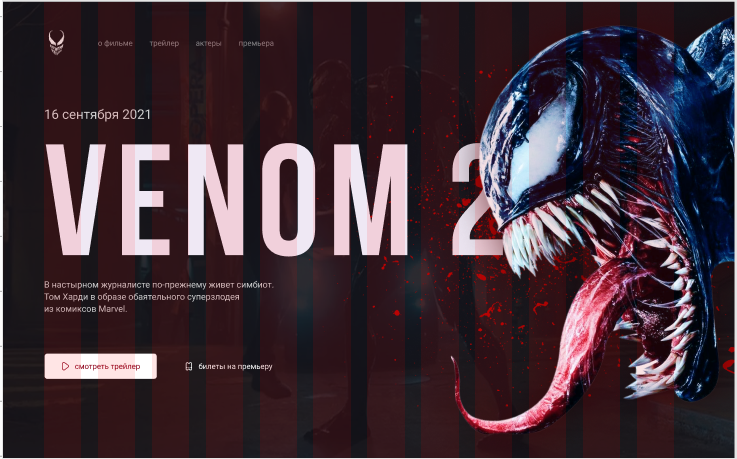 о фильме трейлер актеры премьера
16 сентября 2021
VENOM 2
В настырном журналисте по-прежнему живет симбиот.
Том Харди в образе обаятельного суперзлодея
из комиксов Marvel.
смотреть трейлер билеты на премьеру